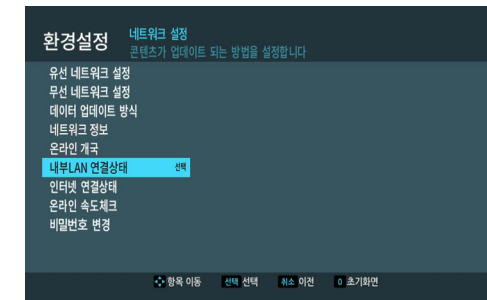 환경설정
네트워크 설정
콘텐츠가 업데이트 되는 방법을 설정합니다
유선 네트워크 설정
무선 네트워크 설정
데이터 업데이트 방식
네트워크 정보
온라인 개국
내부LAN 연결상태 선택
인터넷 연결상태
온라인 속도체크
비밀번호 변경
항목 이동 선택 선택 취소 이전 0 초기화면